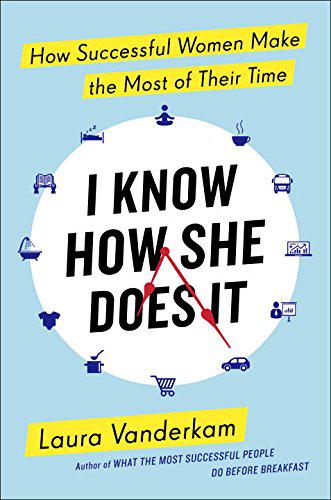 How Successful Women Make
the Most of Their Time
I KNOW
HOW SHE
DOES IT
Laura Vanderkam
Author of WHAT THE MOST SUCCESSFUL PEOPLE
DO BEFORE BREAKFAST